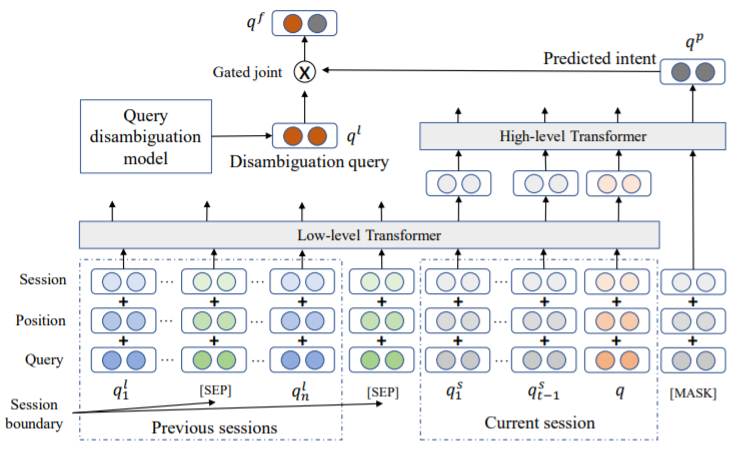 q^f
q^p
Gated joint
X
Predicted intent
Query
disambiguation
model
q^l
Disambiguation query
High-level Transformer
Low-level Transformer
Session
... ... ...
+ + + + + + +
Position
... ... ...
+ + + + + + +
Query
... ... ...
q_1^l [SEP] q_n^l [SEP] q_1^s q_{t-1}^s q [MASK]
Session
boundary
Previous sessions
Current session